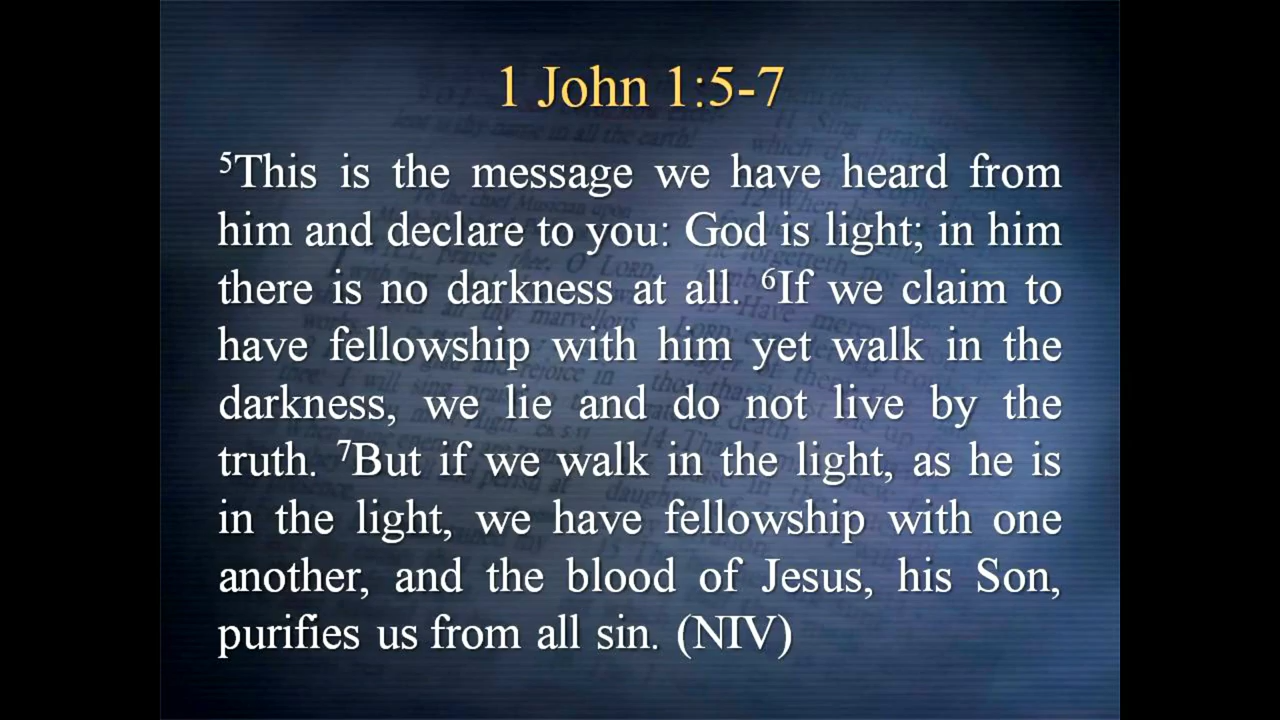 1 John 1:5-7
⁵This is the message we have heard from
him and declare to you: God is light; in him
there is no darkness at all. ⁶If we claim to
have fellowship with him yet walk in the
darkness, we lie and do not live by the
truth. ⁷But if we walk in the light, as he is
in the light, we have fellowship with one
another, and the blood of Jesus, his Son,
purifies us from all sin. (NIV)